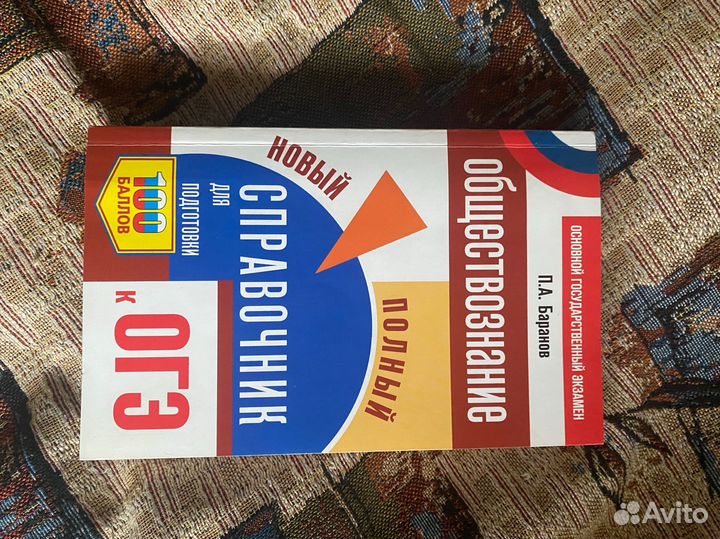 ОСНОВНОЙ ГОСУДАРСТВЕННЫЙ ЭКЗАМЕН
П.А. Баранов
ОБЩЕСТВОЗНАНИЕ
НОВЫЙ
ПОЛНЫЙ
СПРАВОЧНИК
ДЛЯ
ПОДГОТОВКИ
к ОГЭ
100
БАЛЛОВ
Avito